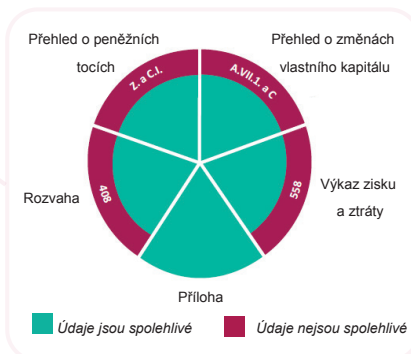 Přehled o peněžních
tocích
Přehled o změnách
vlastního kapitálu
Z. a C.I.
A.VII.1. a C
Rozvaha
408
558
Výkaz zisku
a ztráty
Příloha
Údaje jsou spolehlivé
Údaje nejsou spolehlivé